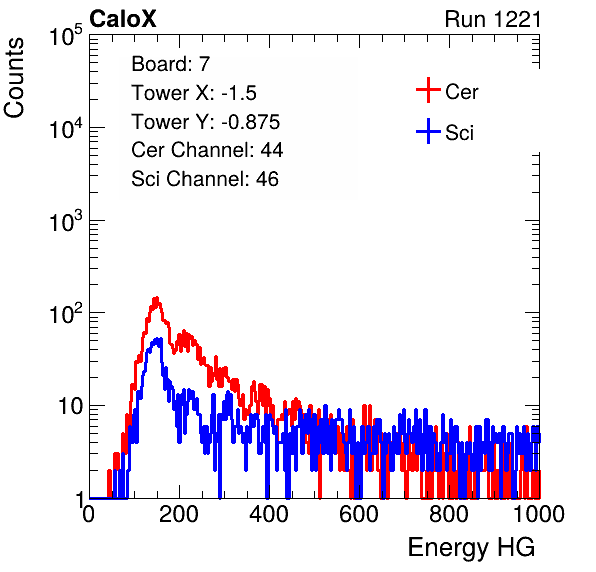 CaloX Run 1221
Counts
10^5
10^4
10^3
10^2
10
1
Board: 7
Tower X: -1.5
Tower Y: -0.875
Cer Channel: 44
Sci Channel: 46
Cer
Sci
0 200 400 600 800 1000
Energy HG